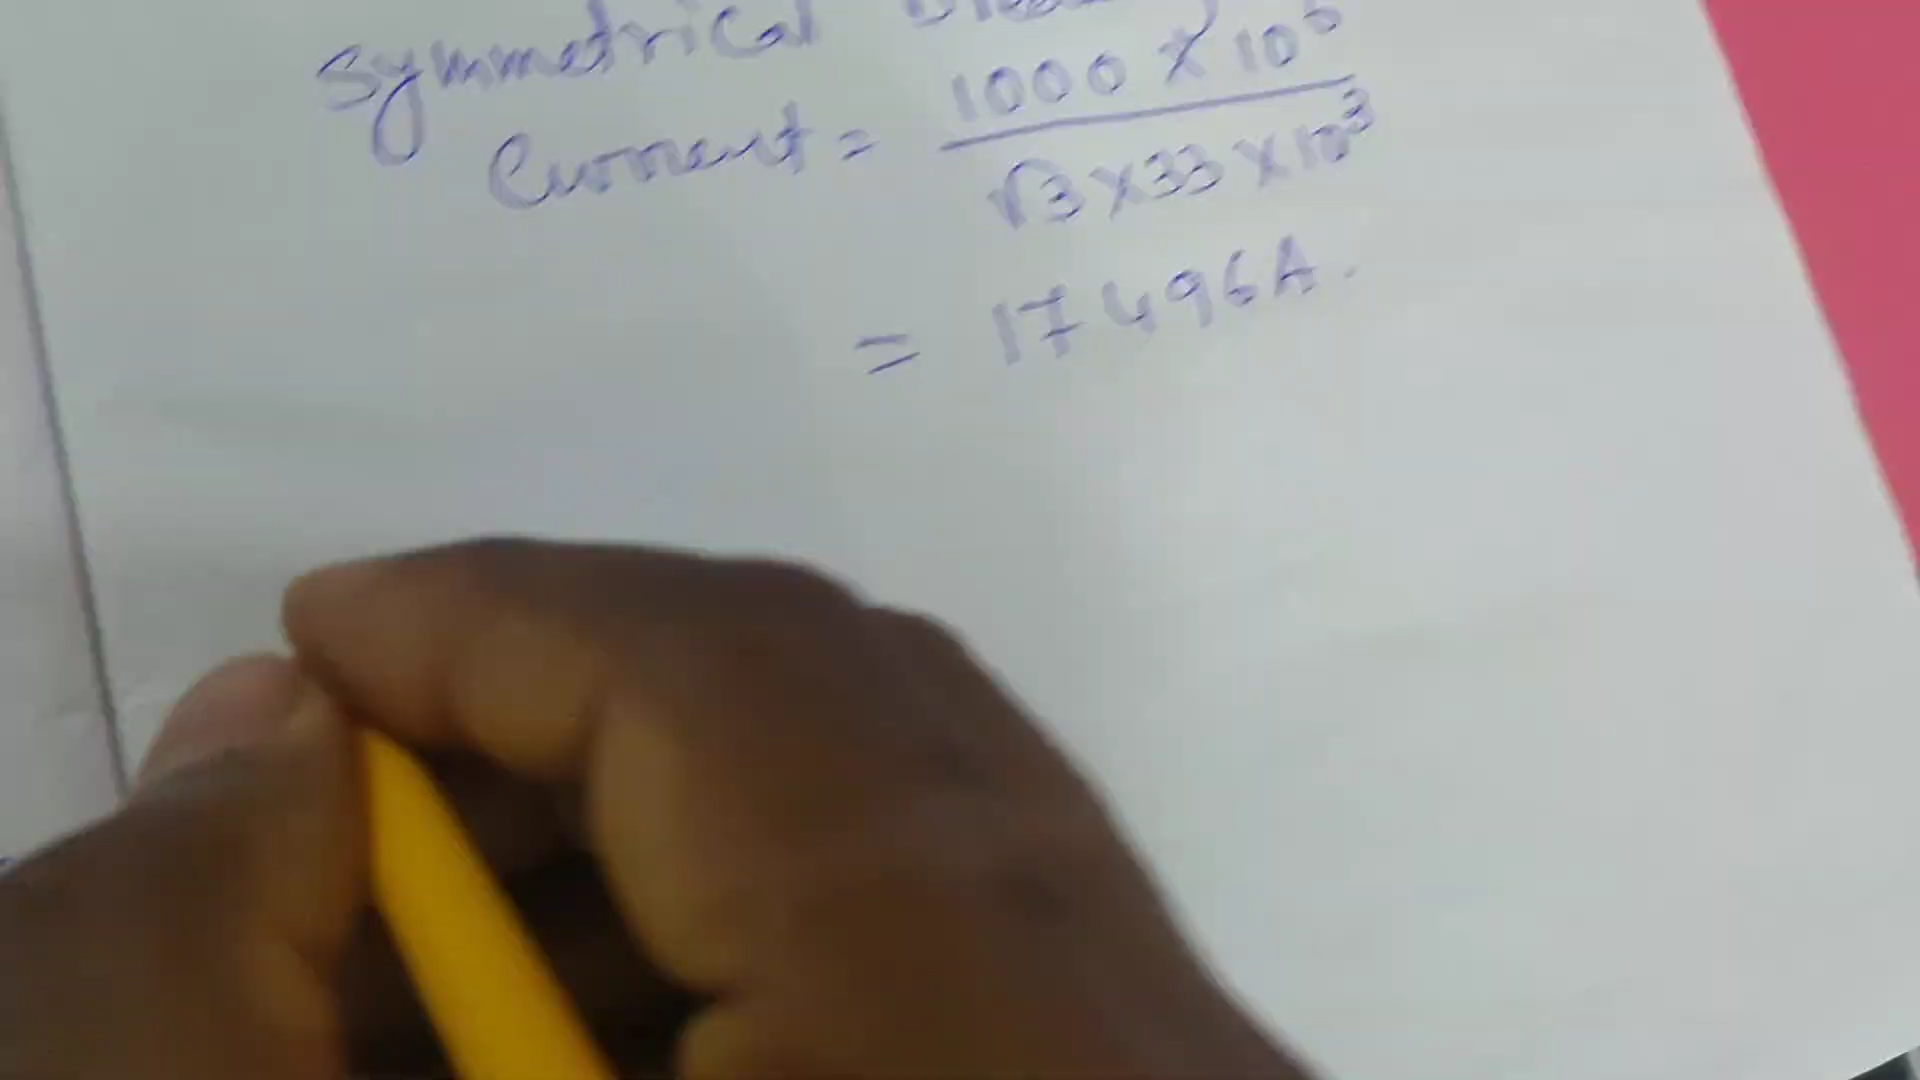 Symmetrical
Current = 1000 × 10⁶ / √3 × 33 × 10³
= 17496A.